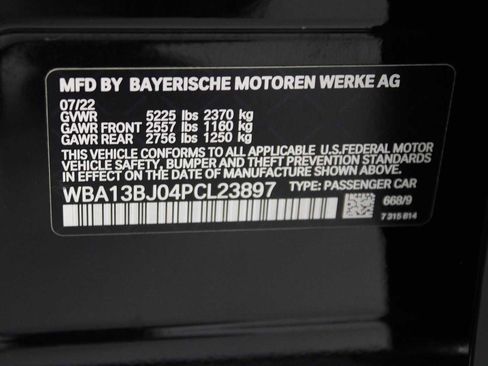 MFD BY BAYERISCHE MOTOREN WERKE AG
07/22
GVWR 5225 lbs 2370 kg
GAWR FRONT 2557 lbs 1160 kg
GAWR REAR 2756 lbs 1250 kg
THIS VEHICLE CONFORMS TO ALL APPLICABLE U.S.FEDERAL MOTOR
VEHICLE SAFETY, BUMPER, AND THEFT PREVENTION STANDARDS
IN EFFECT ON THE DATE OF MANUFACTURE SHOWN ABOVE.
WBA13BJ04PCL23897 TYPE: PASSENGER CAR
668/9
7 315 614